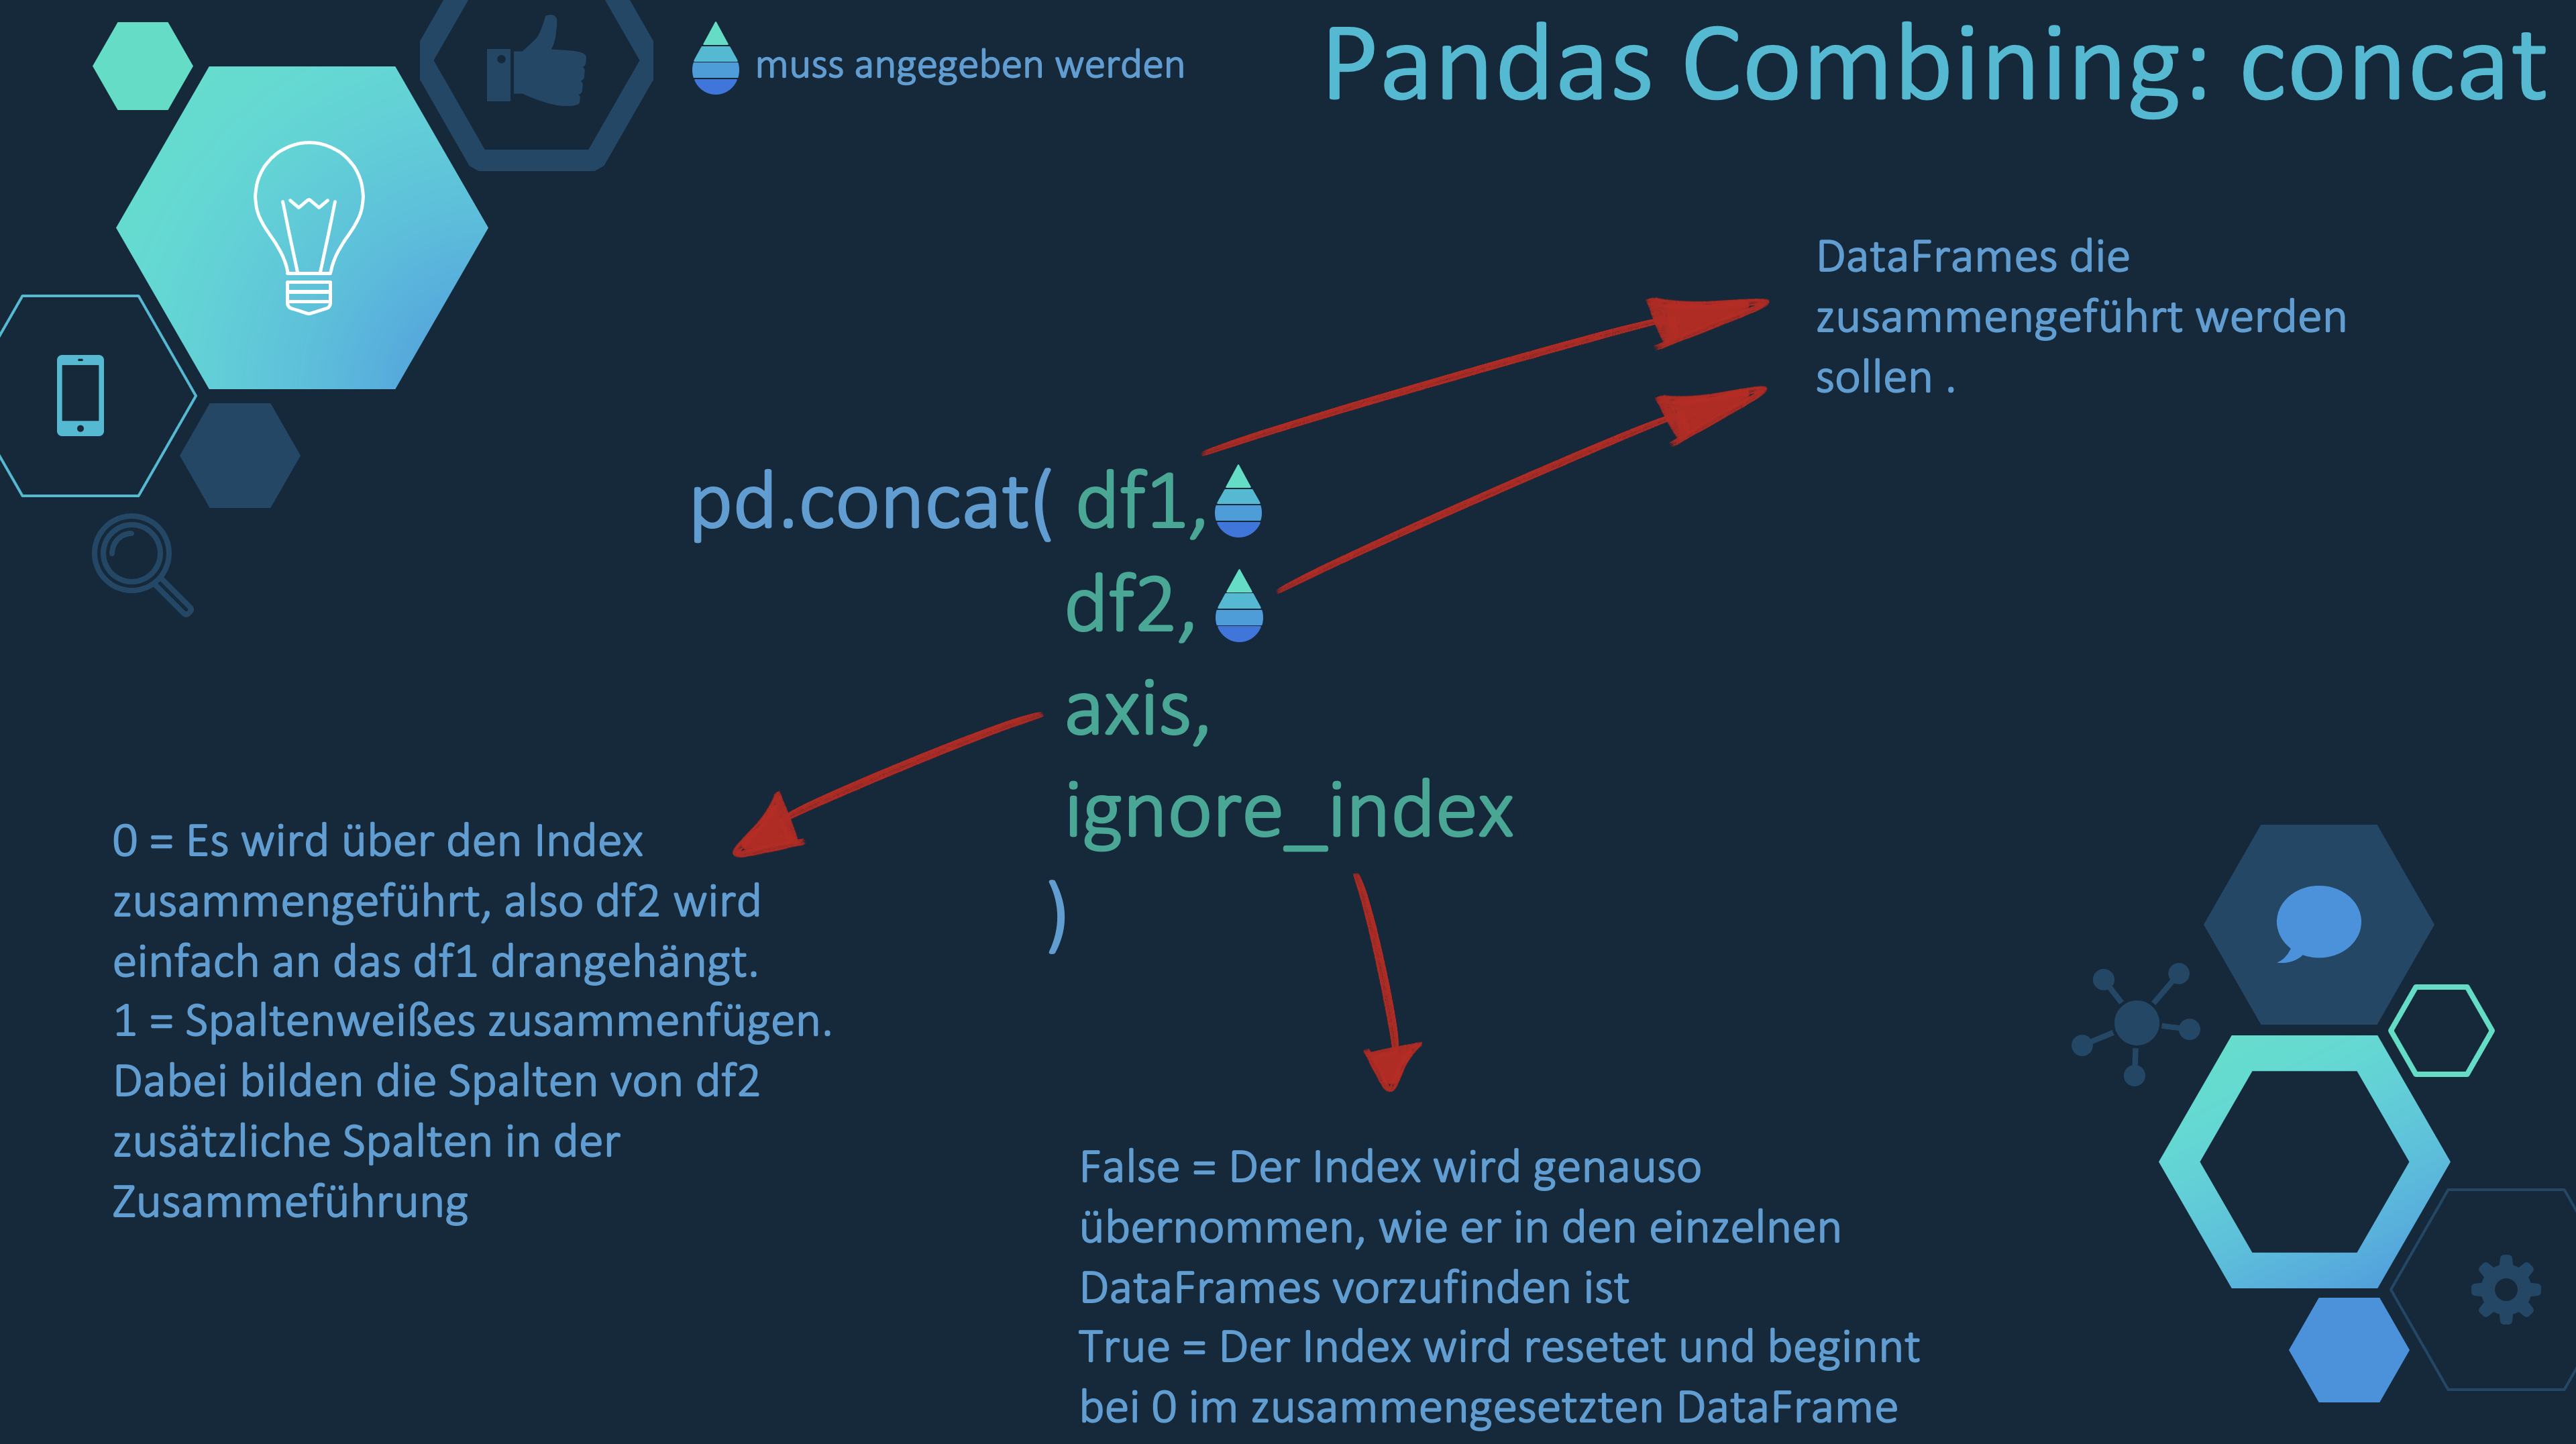 muss angegeben werden
Pandas Combining: concat
DataFrames die
zusammengeführt werden
sollen .
pd.concat( df1,
df2,
axis,
ignore_index
)
0 = Es wird über den Index
zusammengeführt, also df2 wird
einfach an das df1 drangehängt.
1 = Spaltenweißes zusammenfügen.
Dabei bilden die Spalten von df2
zusätzliche Spalten in der
Zusammeführung
False = Der Index wird genauso
übernommen, wie er in den einzelnen
DataFrames vorzufinden ist
True = Der Index wird resetet und beginnt
bei 0 im zusammengesetzten DataFrame